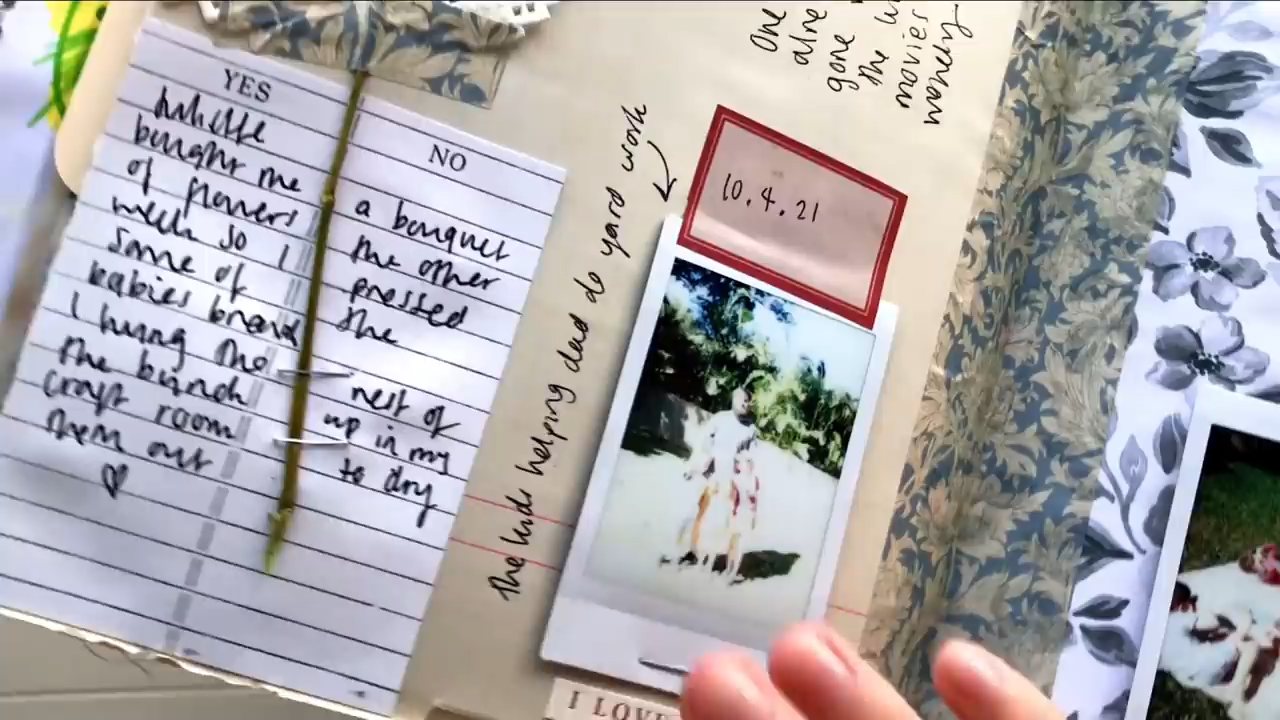 YES NO
bought me a bouquet
of flowers the other
week so I pressed
some of the
babies breath
I hung the rest of
the bunch up in my
craft room to dry
them out
The kids helping dad do yard work
One
gone
the
movies
money
10.4.21
I LOVE